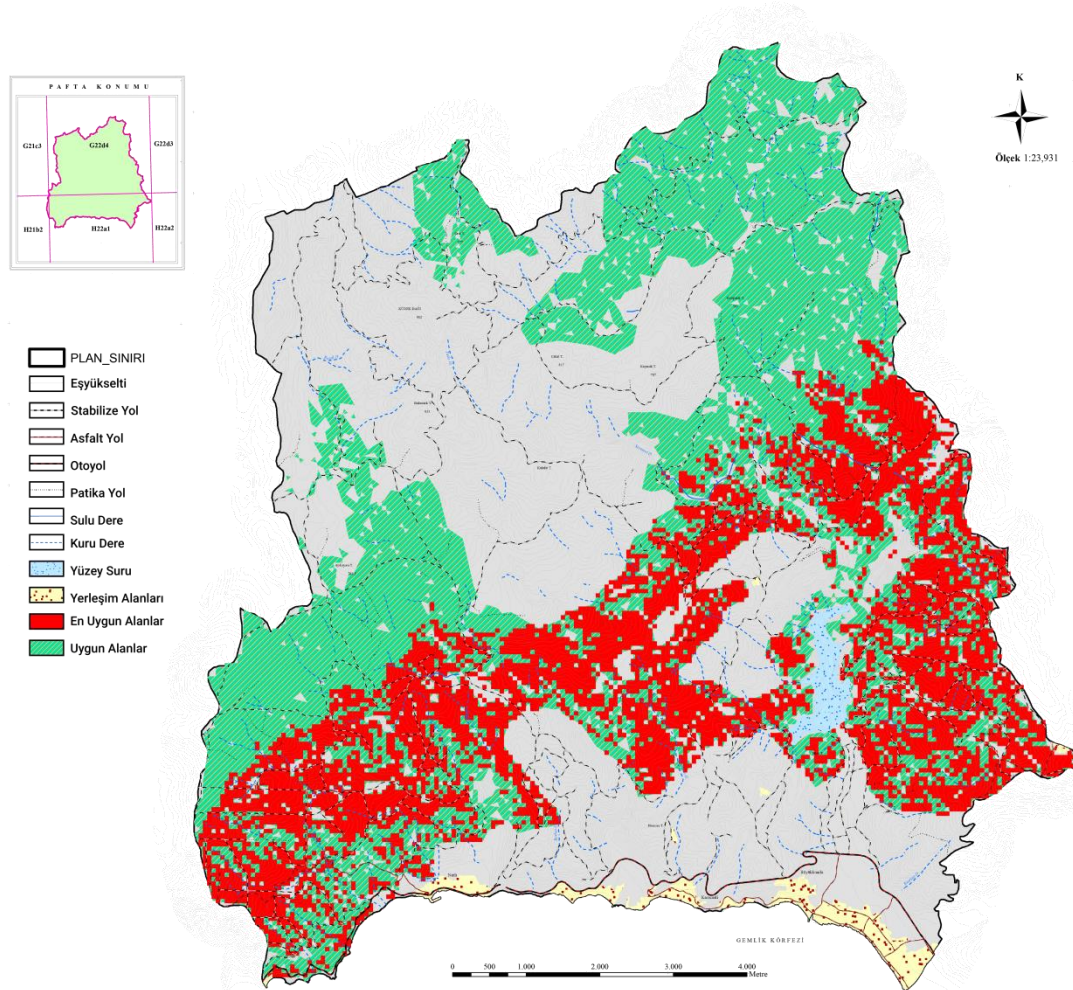 PAFTA KONUMU
G21c3
G22d4
G22d3
H21b2
H22a1
H22a2
K
Ölçek 1:23,931
PLAN_SINIRI
Eşyükselti
Stabilize Yol
Asfalt Yol
Otoyol
Patika Yol
Sulu Dere
Kuru Dere
Yüzey Suru
Yerleşim Alanları
En Uygun Alanlar
Uygun Alanlar
GEMLİK KÖRFEZİ
0 500 1.000 2.000 3.000 4.000
Metre